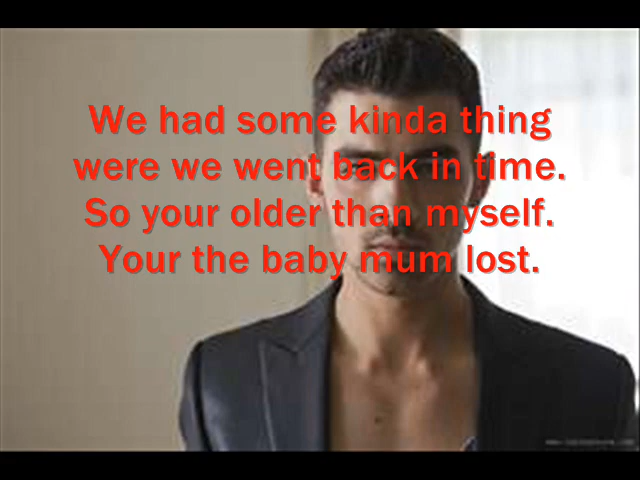 We had some kinda thing
were we went back in time.
So your older than myself.
Your the baby mum lost.